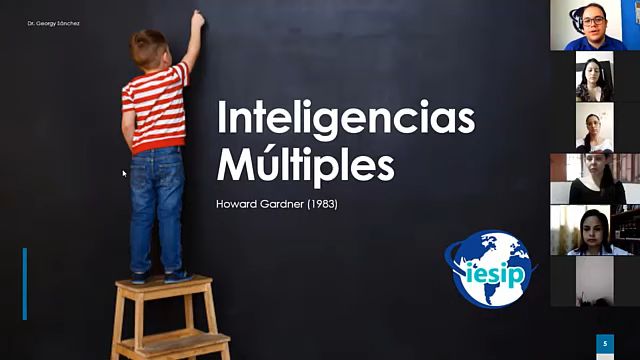 Dr. Georgy Sánchez
Inteligencias
Múltiples
Howard Gardner (1983)
iesip
5